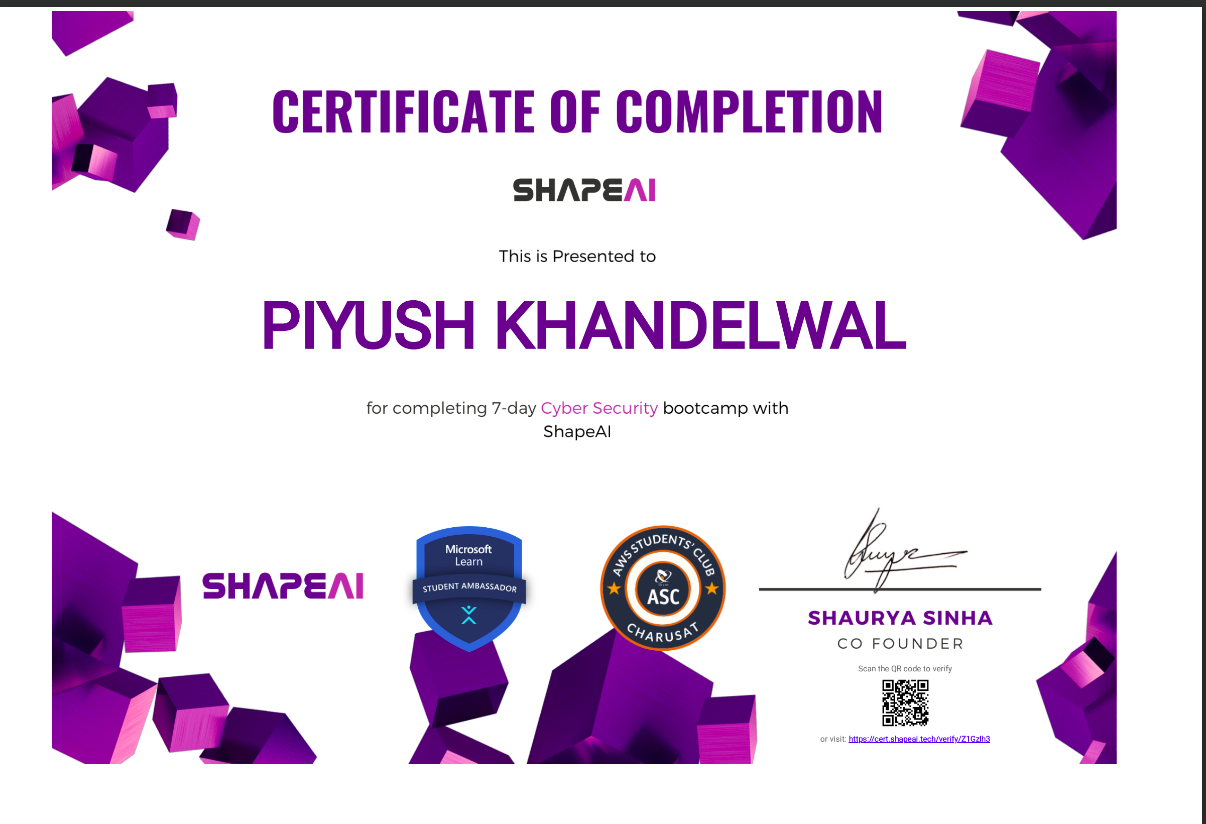 CERTIFICATE OF COMPLETION
SHAPEAI
This is Presented to
PIYUSH KHANDELWAL
for completing 7-day Cyber Security bootcamp with
ShapeAI
SHAPEAI
Microsoft
Learn
STUDENT AMBASSADOR
AWS STUDENTS' CLUB
ASC
CHARUSAT
SHAURYA SINHA
CO FOUNDER
Scan the QR code to verify
or visit: https://cert.shapeai.tech/verify/Z1Gzlh3